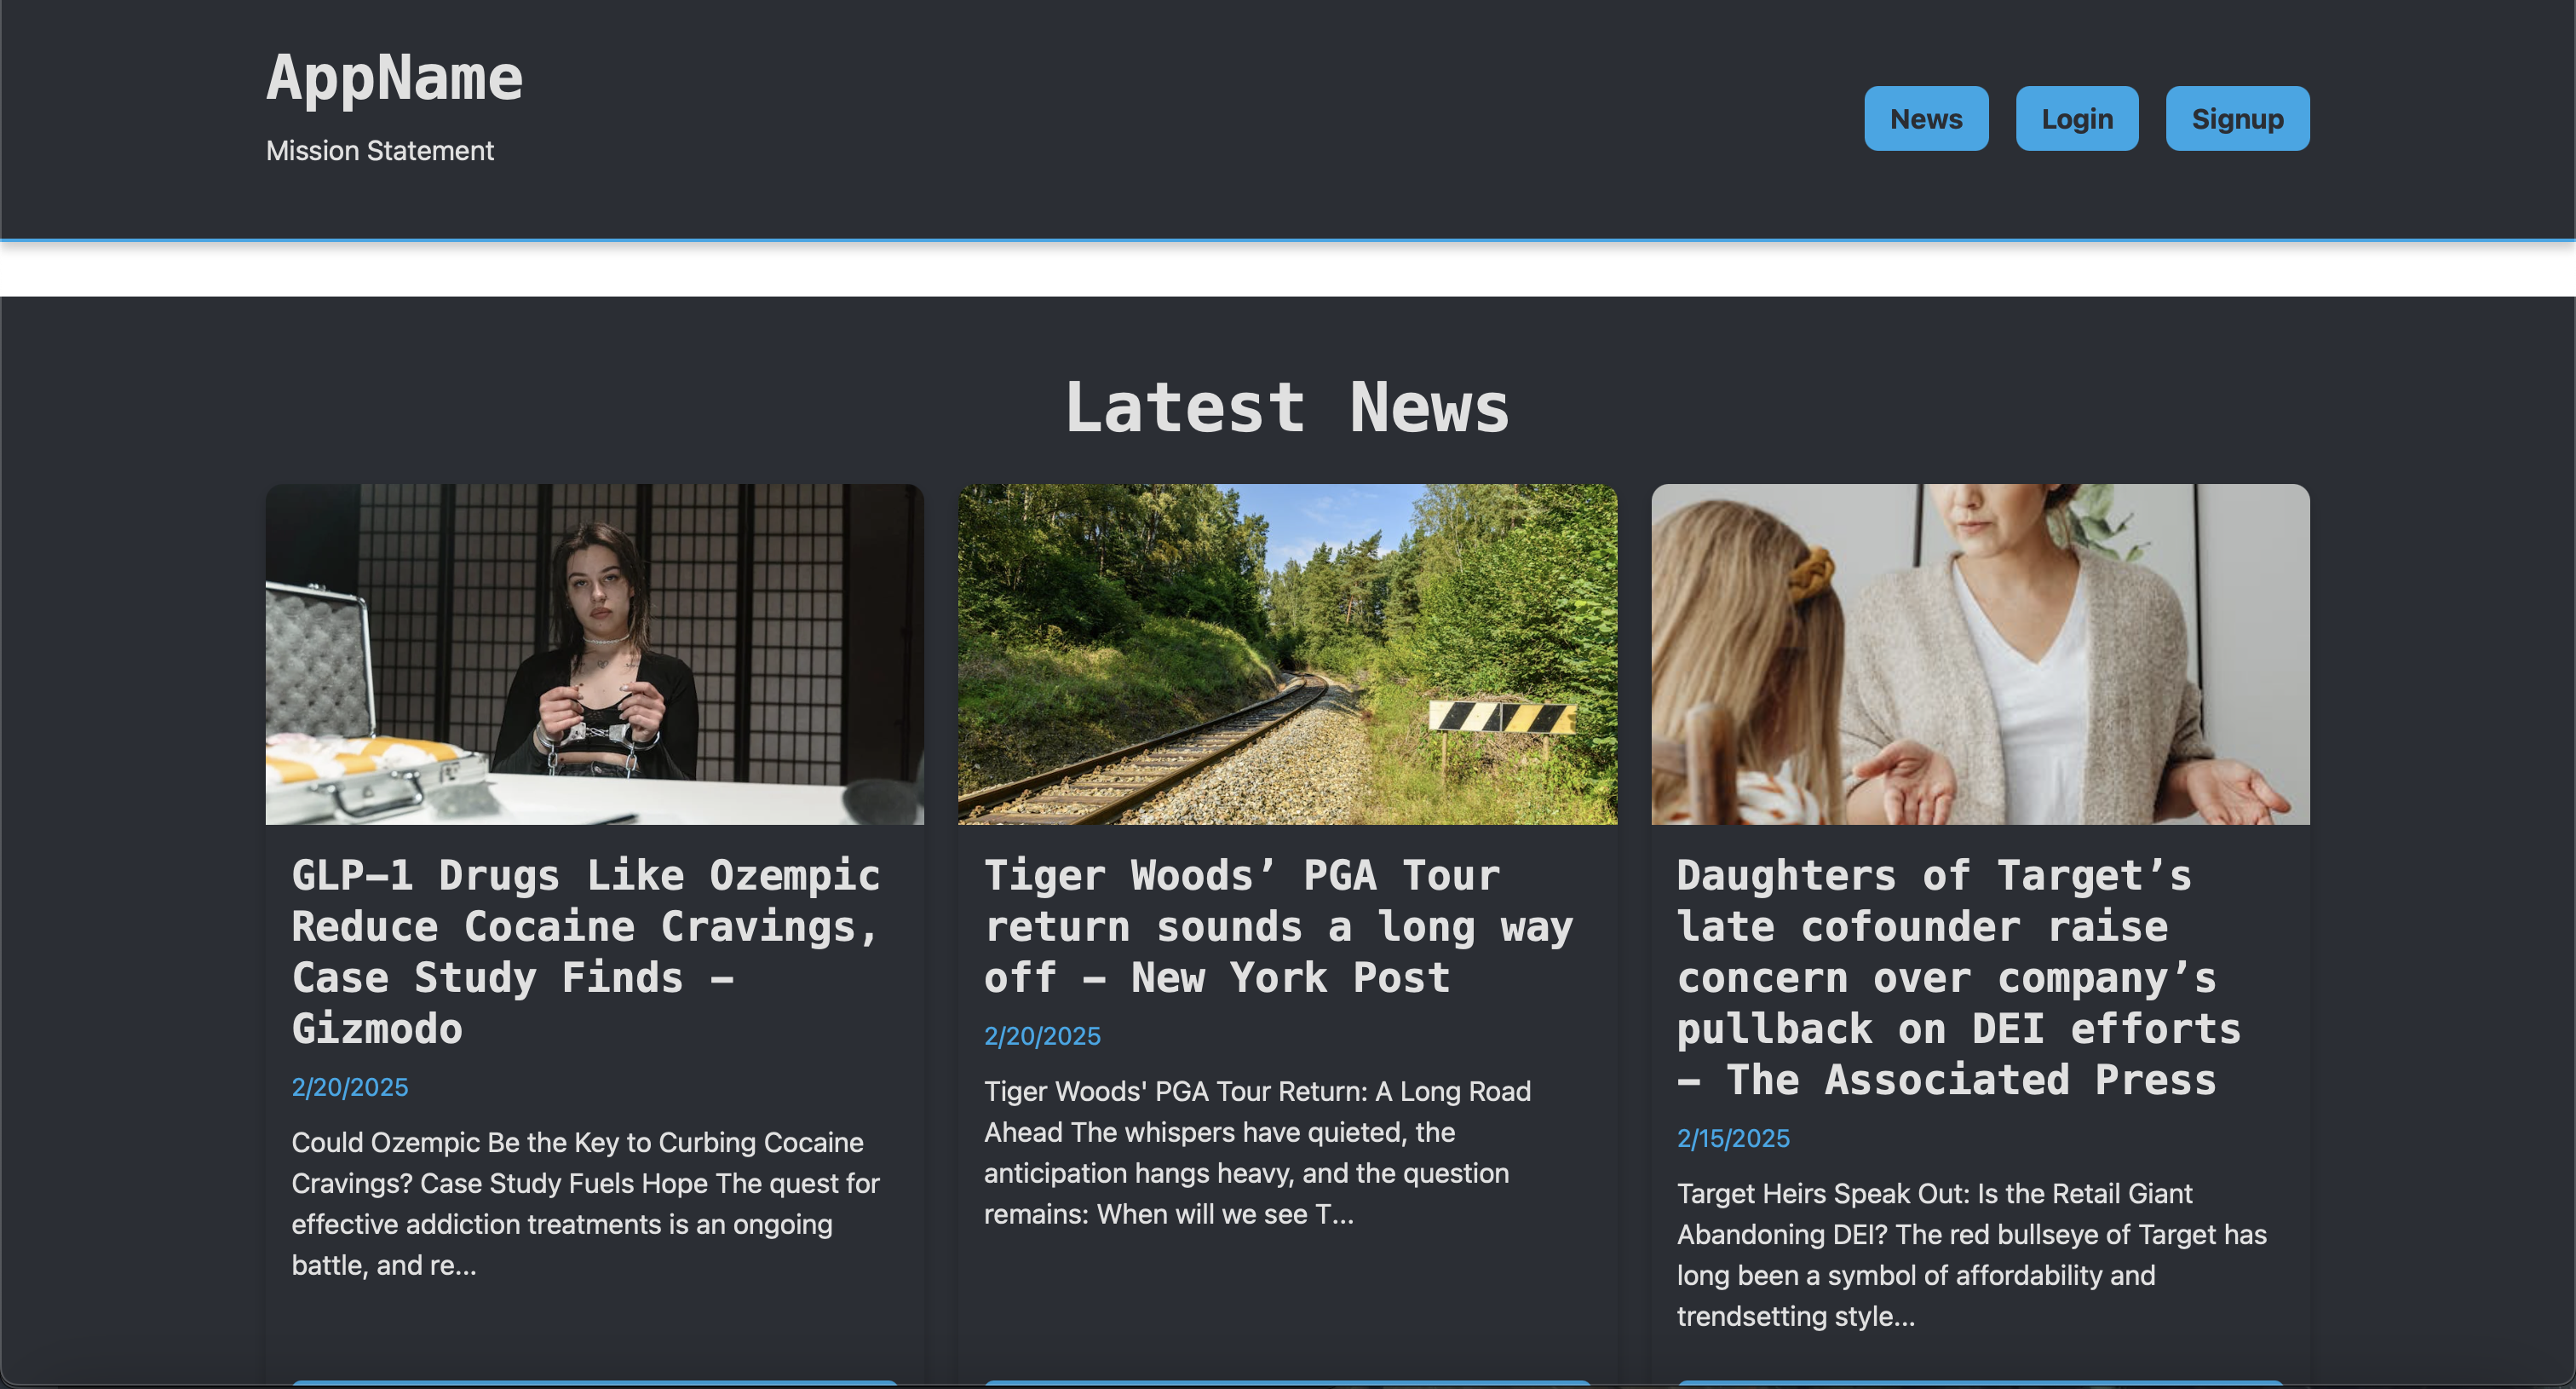 AppName
Mission Statement
News
Login
Signup
Latest News
GLP-1 Drugs Like Ozempic
Reduce Cocaine Cravings,
Case Study Finds -
Gizmodo
2/20/2025
Could Ozempic Be the Key to Curbing Cocaine
Cravings? Case Study Fuels Hope The quest for
effective addiction treatments is an ongoing
battle, and re...
Tiger Woods’ PGA Tour
return sounds a long way
off - New York Post
2/20/2025
Tiger Woods' PGA Tour Return: A Long Road
Ahead The whispers have quieted, the
anticipation hangs heavy, and the question
remains: When will we see T...
Daughters of Target’s
late cofounder raise
concern over company’s
pullback on DEI efforts
- The Associated Press
2/15/2025
Target Heirs Speak Out: Is the Retail Giant
Abandoning DEI? The red bullseye of Target has
long been a symbol of affordability and
trendsetting style...